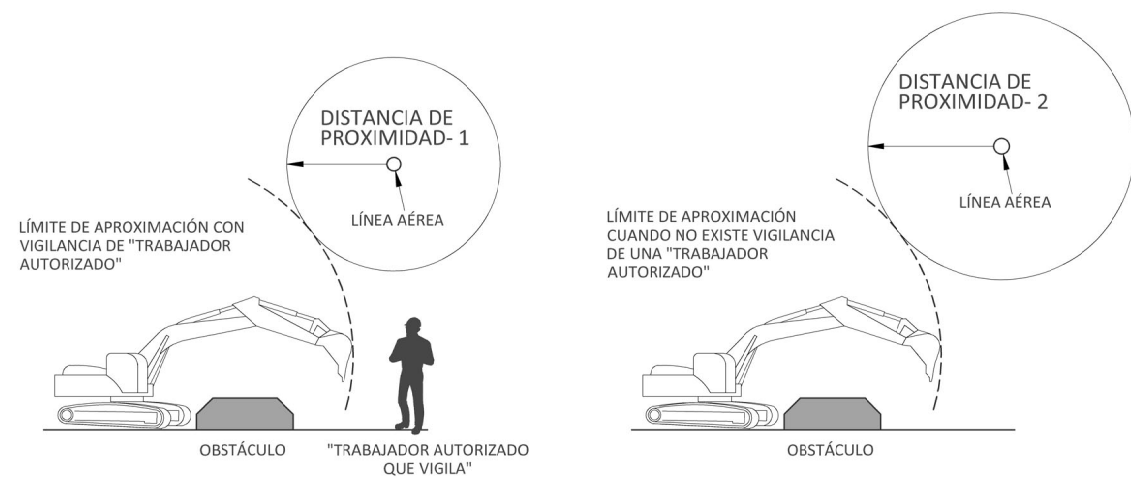 DISTANCIA DE
PROXIMIDAD- 1
LÍNEA AÉREA
LÍMITE DE APROXIMACIÓN CON
VIGILANCIA DE "TRABAJADOR
AUTORIZADO"
OBSTÁCULO
"TRABAJADOR AUTORIZADO
QUE VIGILA"
DISTANCIA DE
PROXIMIDAD- 2
LÍNEA AÉREA
LÍMITE DE APROXIMACIÓN
CUANDO NO EXISTE VIGILANCIA
DE UNA "TRABAJADOR
AUTORIZADO"
OBSTÁCULO